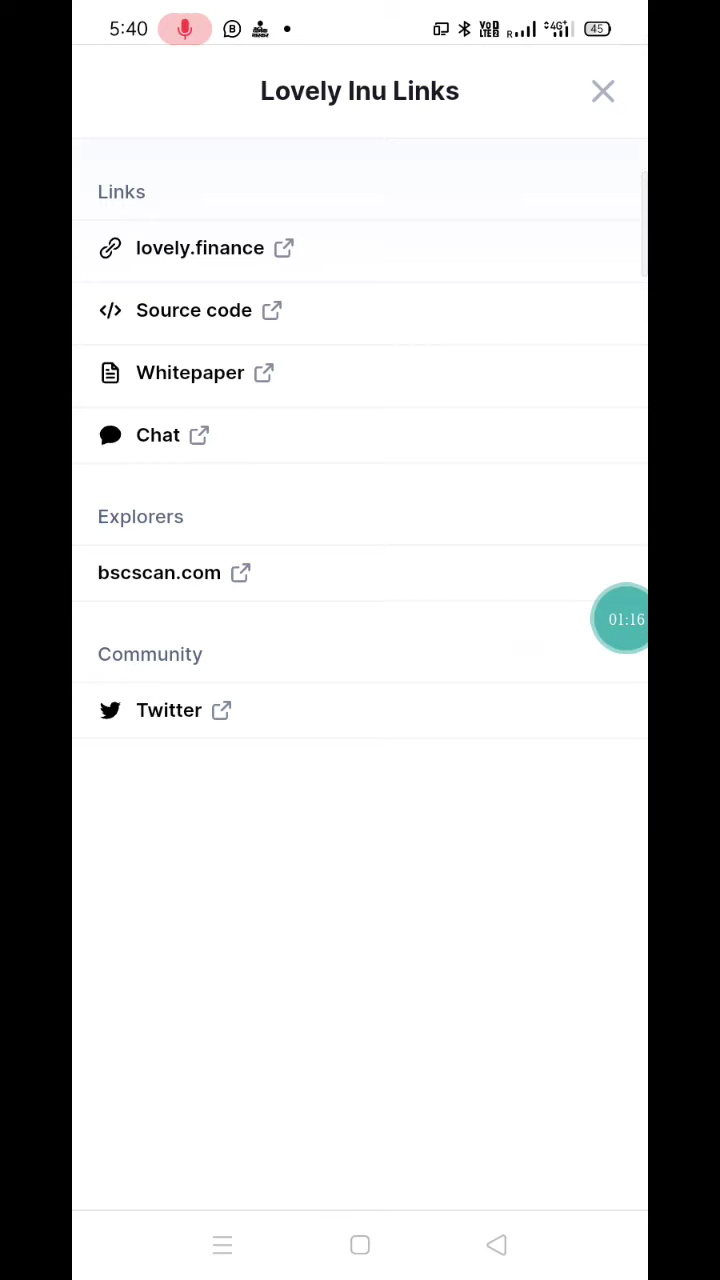 5:40
45
Lovely Inu Links
Links
lovely.finance
Source code
Whitepaper
Chat
Explorers
bscscan.com
01:16
Community
Twitter